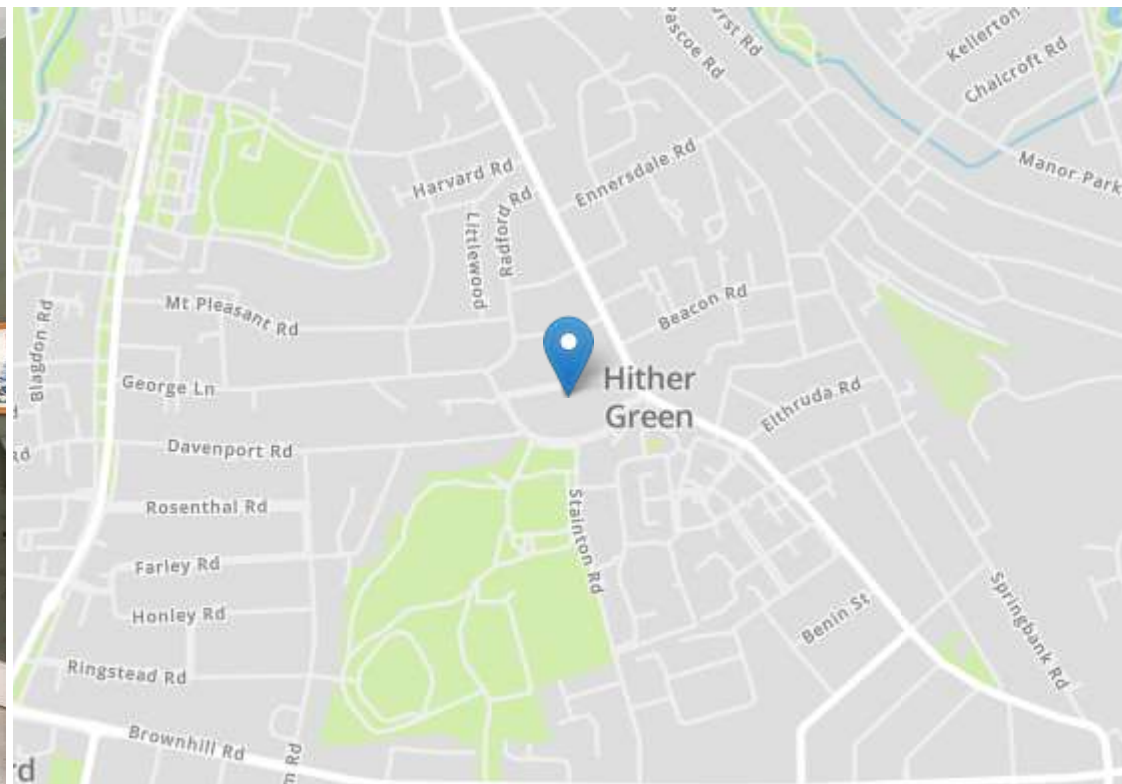 Pascoe Rd
Kellerton
Chalcroft Rd
Manor Park
Harvard Rd
Ennersdale Rd
Radford Rd
Littlewood
Mt Pleasant Rd
Beacon Rd
Blagdon Rd
George Ln
Hither
Green
Elthruda Rd
Davenport Rd
Rosenthal Rd
Stainton Rd
Farley Rd
Honley Rd
Benin St
Springbank Rd
Ringstead Rd
Brownhill Rd